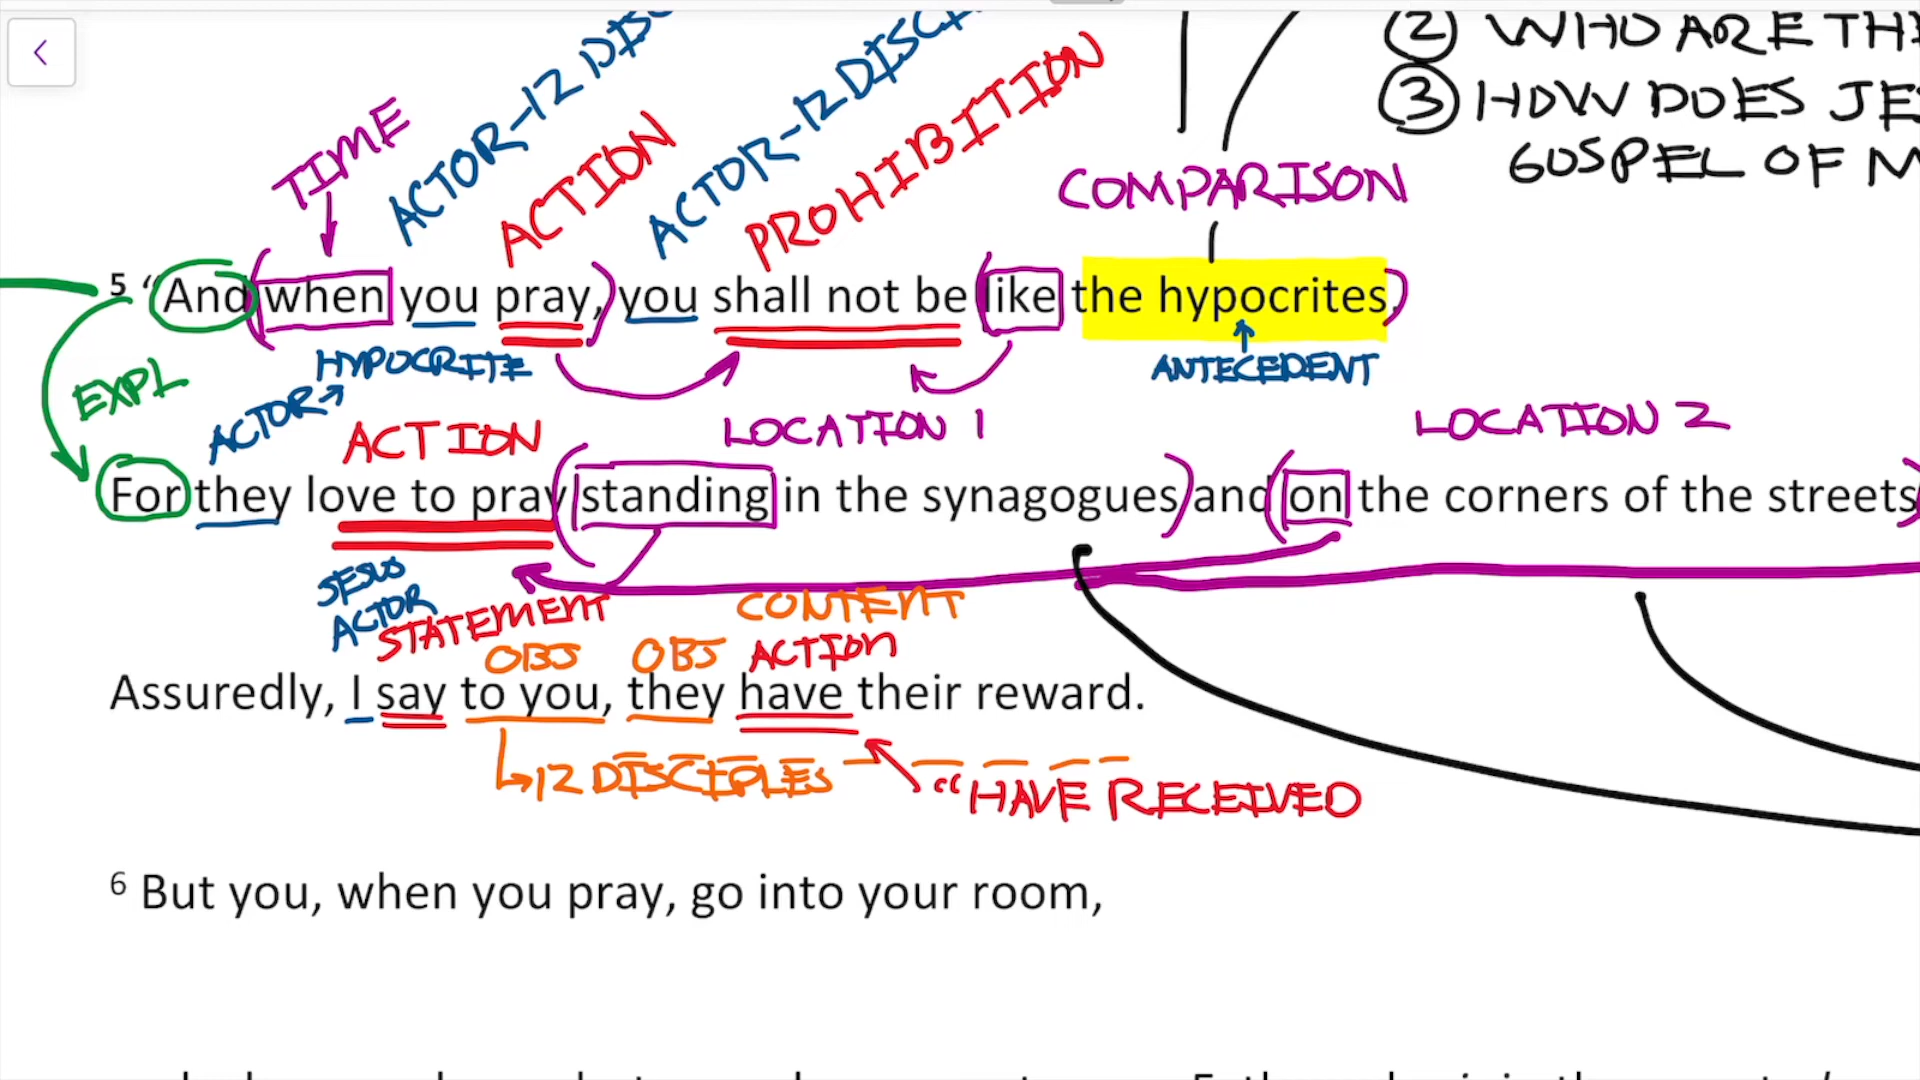 ② WHO ARE
③ HOW DOES
GOSPEL OF
TIME
ACTOR-12
ACTION
ACTOR-12
PROHIBITION
COMPARISON
5 “And when you pray, you shall not be like the hypocrites,
HYPOCRITE
ANTECEDENT
EXPL
ACTOR
ACTION
LOCATION 1
LOCATION 2
For they love to pray standing in the synagogues and on the corners of the streets
JESUS
ACTOR
STATEMENT
CONTENT
OBJ OBJ ACTION
Assuredly, I say to you, they have their reward.
12 DISCIPLES
“HAVE RECEIVED
6 But you, when you pray, go into your room,